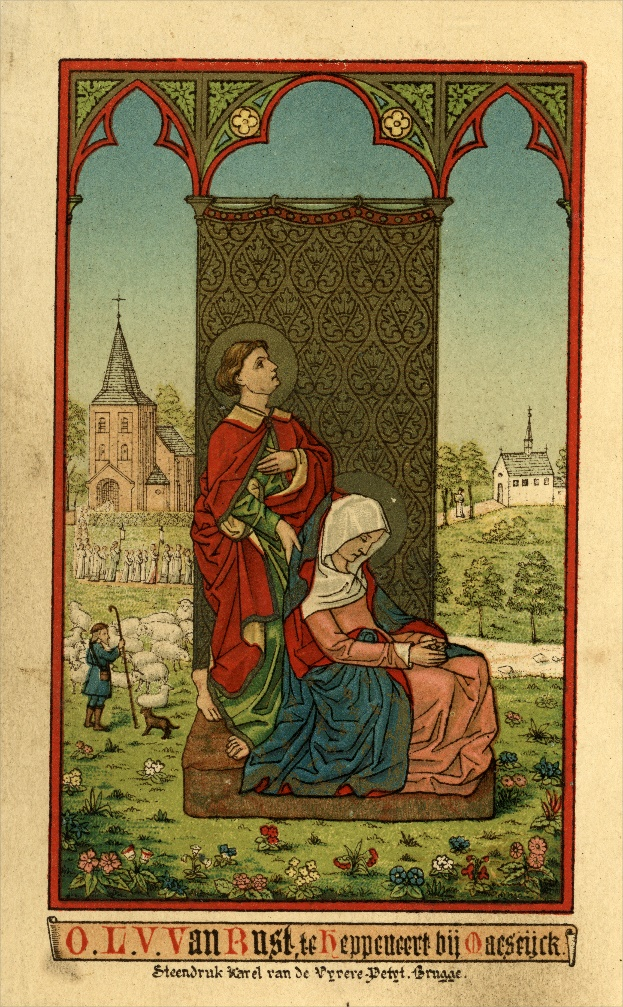 O. L. V. Van Rust, te Heppeneert bij Maeseijck.
Steendruk Karel van de Vyvere-Petyt. Brugge.